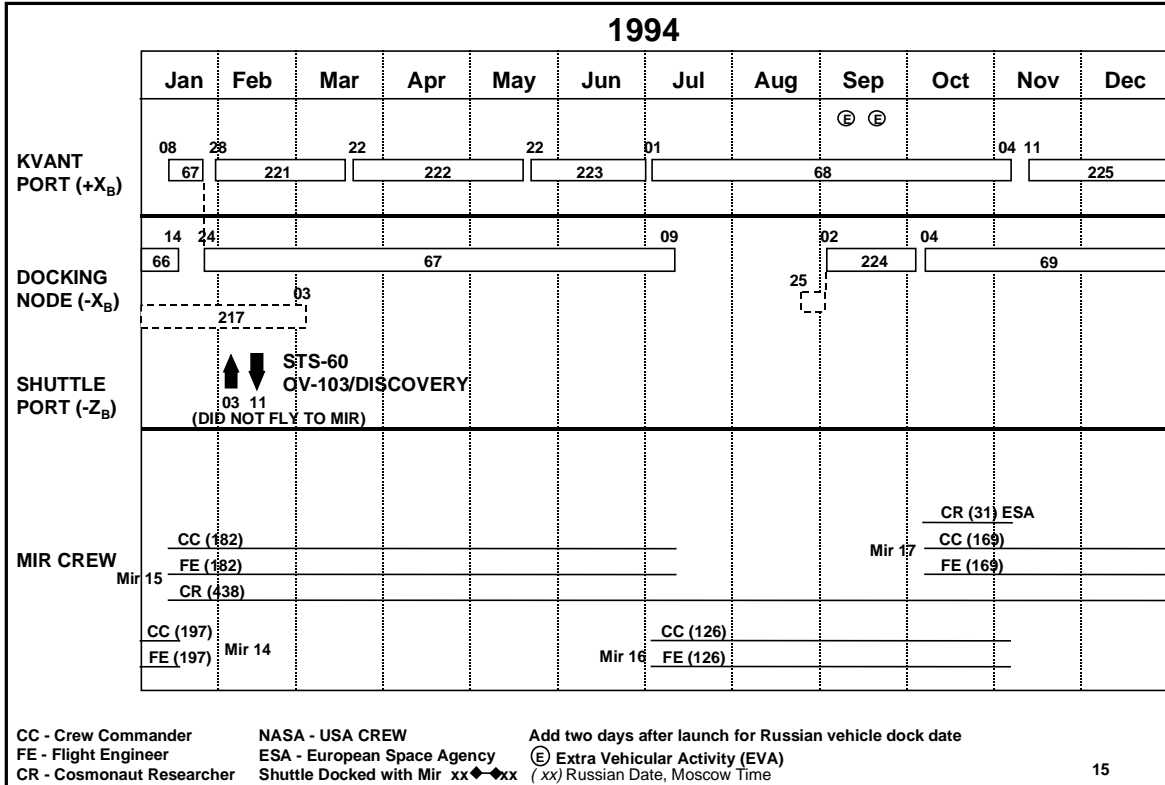 1994
Jan Feb Mar Apr May Jun Jul Aug Sep Oct Nov Dec
E E
08 28 22 22 01 04 11
KVANT
PORT (+XB)
67 221 222 223 68 225
14 24 09 02 04
66 67 224 69
DOCKING
NODE (-XB)
25
03
217
STS-60
OV-103/DISCOVERY
SHUTTLE
PORT (-ZB)
03 11
(DID NOT FLY TO MIR)
CR (31) ESA
CC (182) Mir 17 CC (169)
MIR CREW
FE (182) FE (169)
Mir 15
CR (438)
CC (197) CC (126)
Mir 14
FE (197) Mir 16 FE (126)
CC - Crew Commander NASA - USA CREW Add two days after launch for Russian vehicle dock date
FE - Flight Engineer ESA - European Space Agency E Extra Vehicular Activity (EVA)
CR - Cosmonaut Researcher Shuttle Docked with Mir xx◆◆xx ( xx) Russian Date, Moscow Time 15